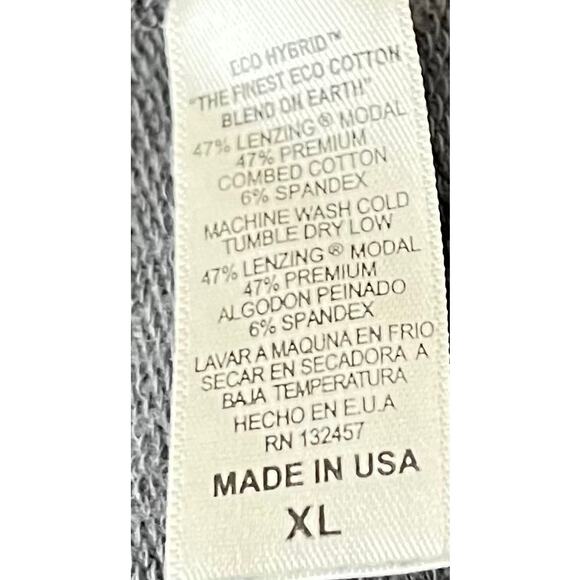 ECO HYBRID™
"THE FINEST ECO COTTON
BLEND ON EARTH"
47% LENZING ® MODAL
47% PREMIUM
COMBED COTTON
6% SPANDEX
MACHINE WASH COLD
TUMBLE DRY LOW
47% LENZING ® MODAL
47% PREMIUM
ALGODON PEINADO
6% SPANDEX
LAVAR A MAQUNA EN FRIO
SECAR EN SECADORA A
BAJA TEMPERATURA
HECHO EN E.U.A
RN 132457
MADE IN USA
XL